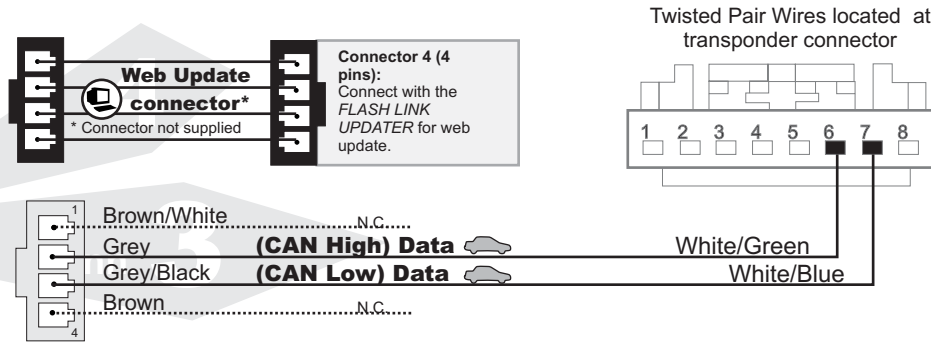 Twisted Pair Wires located at
transponder connector
Web Update
connector*
* Connector not supplied
Connector 4 (4
pins):
Connect with the
FLASH LINK
UPDATER for web
update.
1 2 3 4 5 6 7 8
1
Brown/White N.C.
Grey (CAN High) Data White/Green
Grey/Black (CAN Low) Data White/Blue
Brown N.C.
4
3